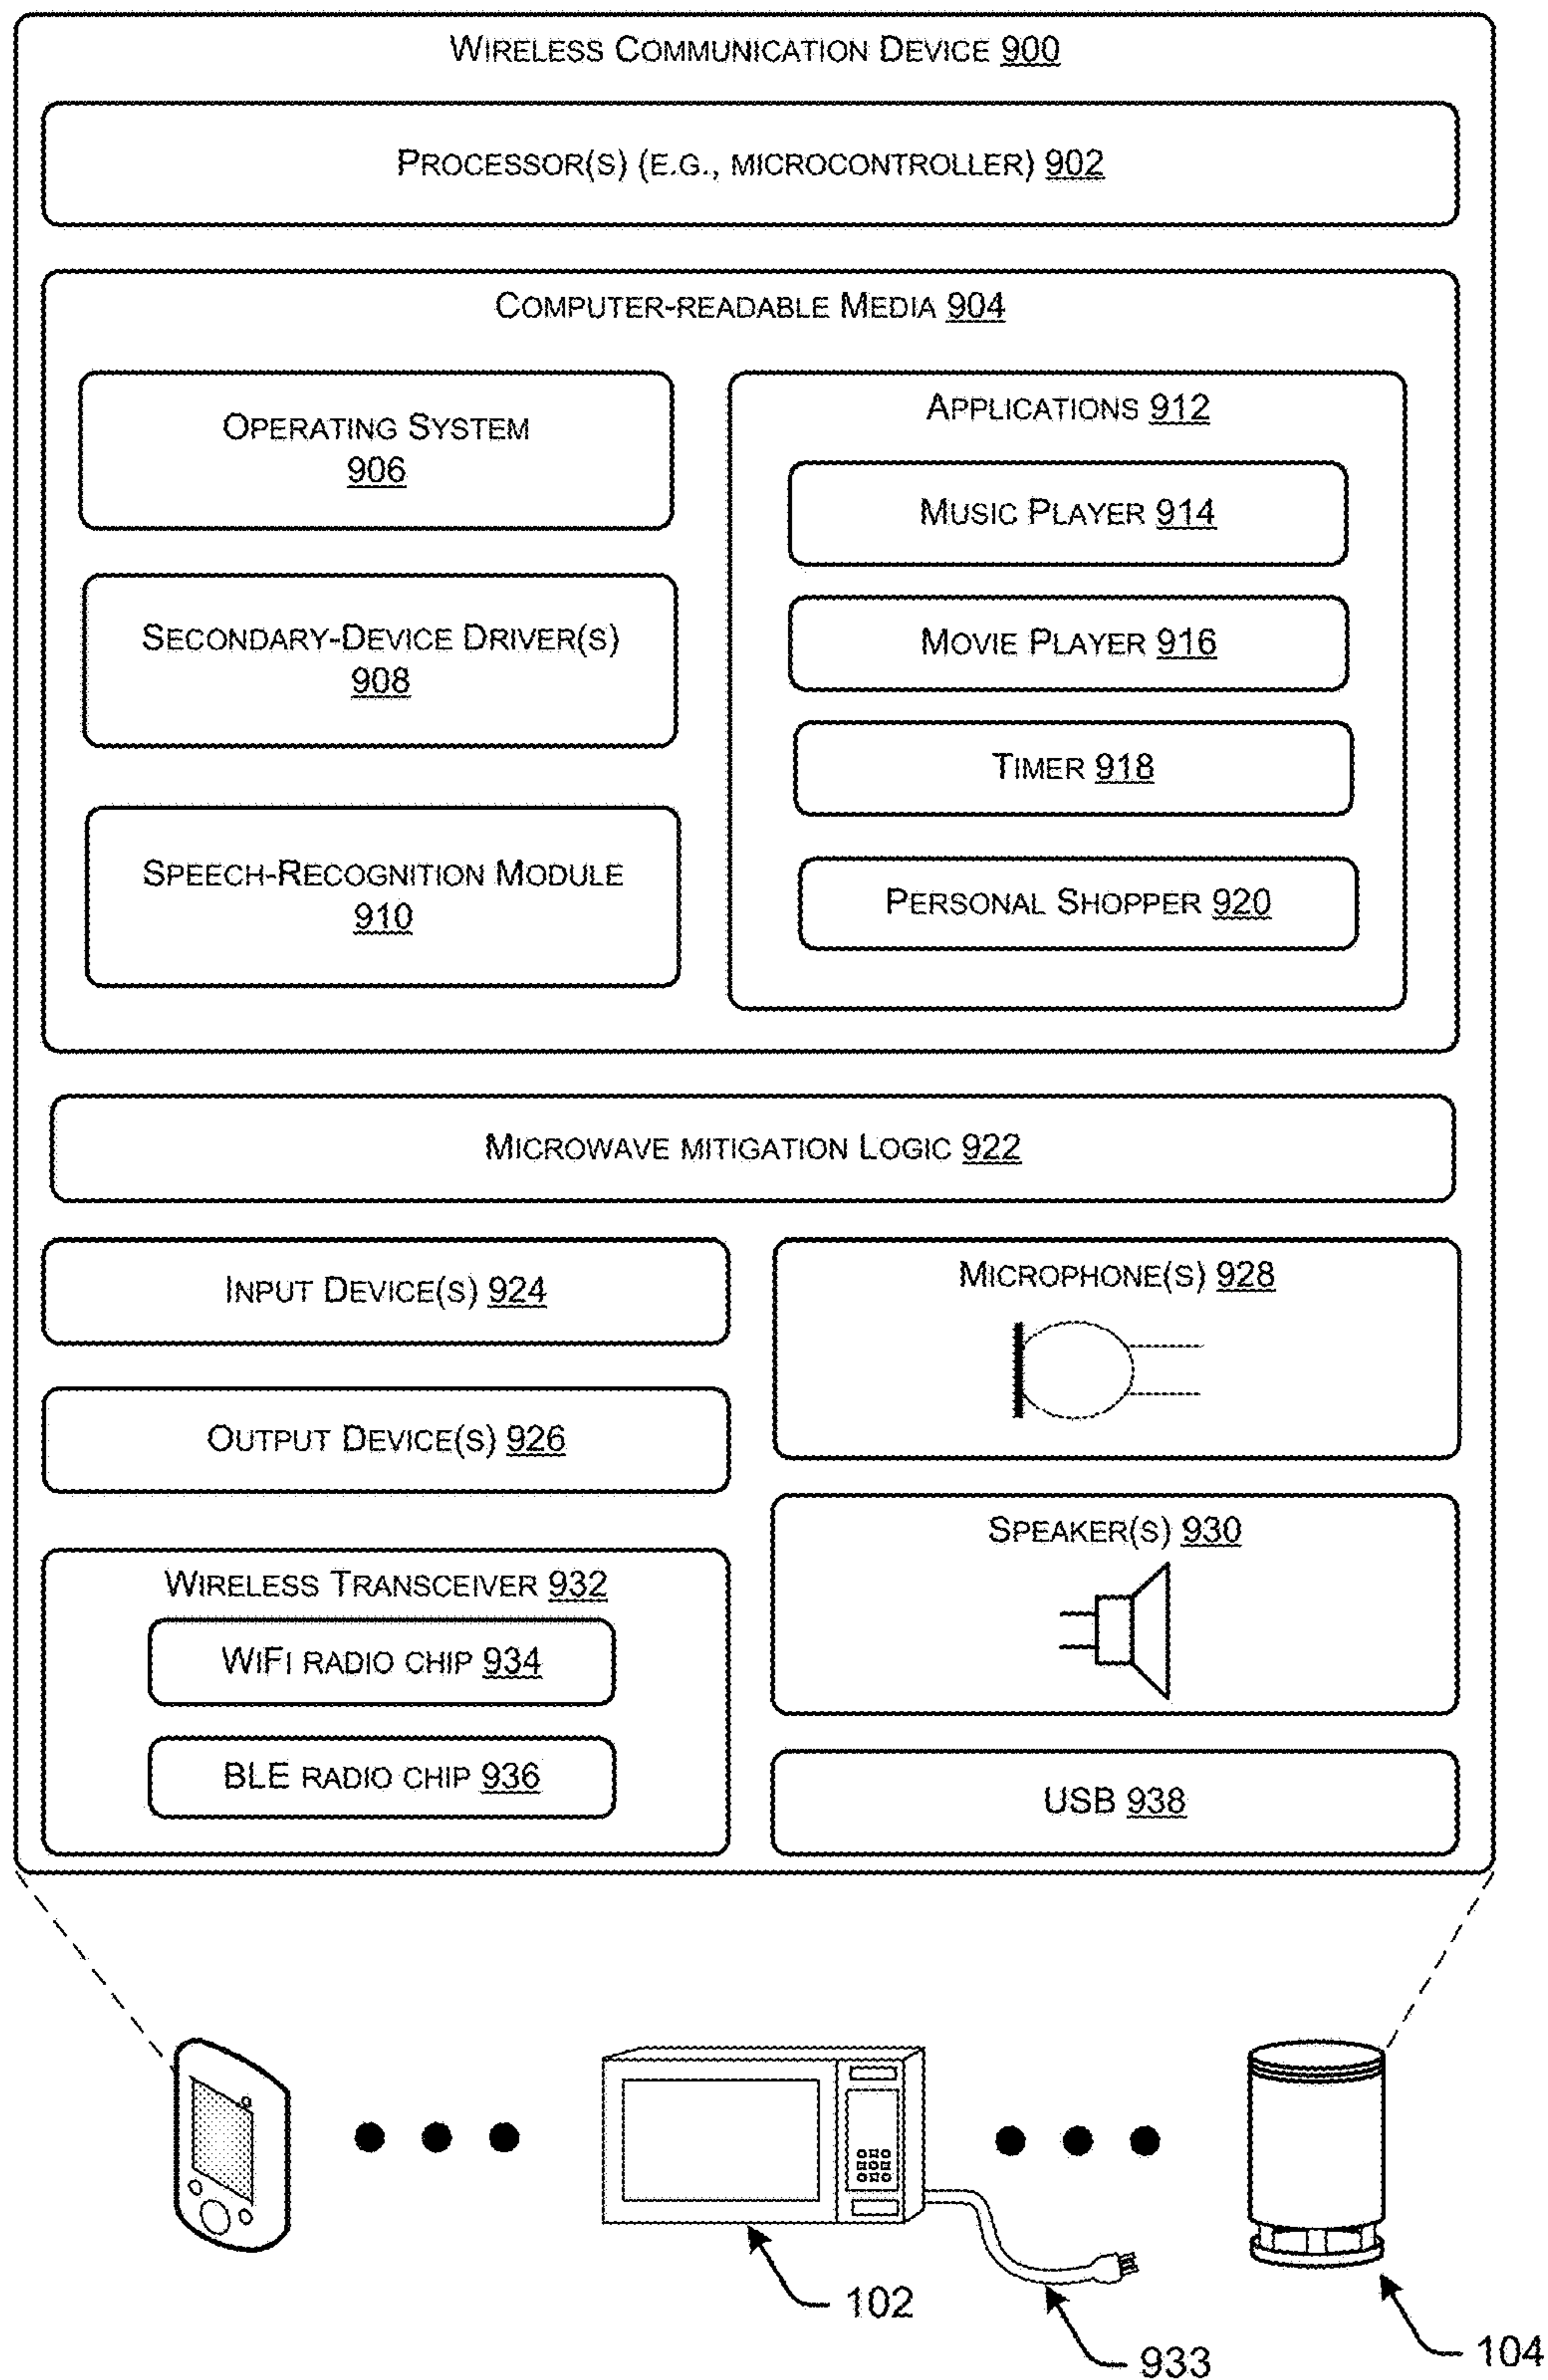 WIRELESS COMMUNICATION DEVICE 900
PROCESSOR(S) (E.G., MICROCONTROLLER) 902
COMPUTER-READABLE MEDIA 904
OPERATING SYSTEM
906
SECONDARY-DEVICE DRIVER(S)
908
SPEECH-RECOGNITION MODULE
910
APPLICATIONS 912
MUSIC PLAYER 914
MOVIE PLAYER 916
TIMER 918
PERSONAL SHOPPER 920
MICROWAVE MITIGATION LOGIC 922
INPUT DEVICE(S) 924
OUTPUT DEVICE(S) 926
WIRELESS TRANSCEIVER 932
WIFI RADIO CHIP 934
BLE RADIO CHIP 936
MICROPHONE(S) 928
SPEAKER(S) 930
USB 938
102
933
104